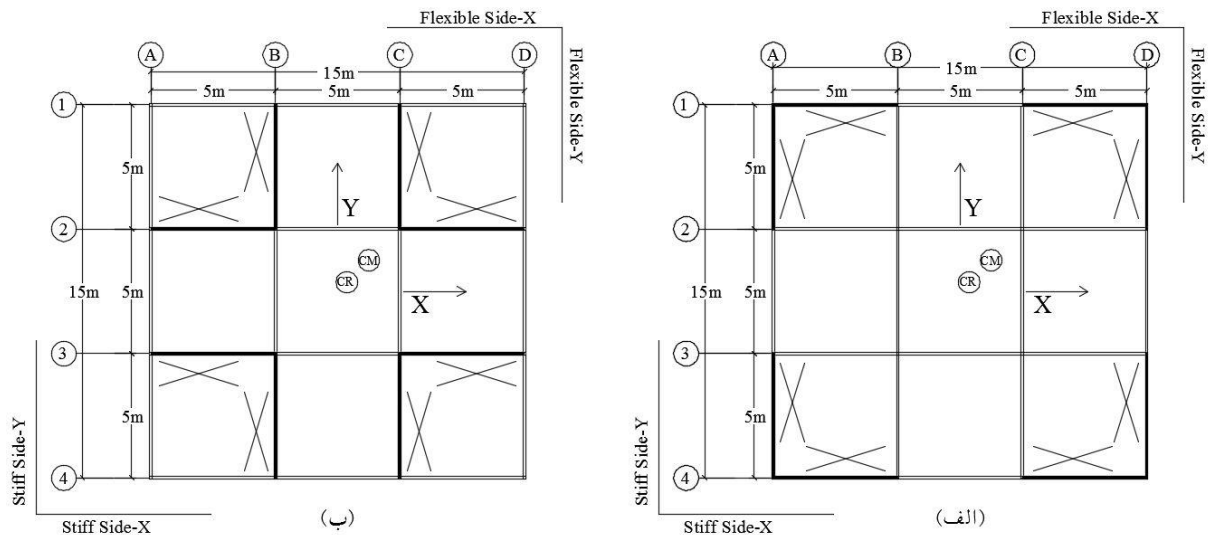 Flexible Side-X
Flexible Side-Y
A B C D
15m
5m 5m 5m
1
2
3
4
15m
5m
5m
5m
Y
CM
CR
X
Stiff Side-Y
Stiff Side-X
(ب)
Flexible Side-X
Flexible Side-Y
A B C D
15m
5m 5m 5m
1
2
3
4
15m
5m
5m
5m
Y
CM
CR
X
Stiff Side-Y
Stiff Side-X
(الف)